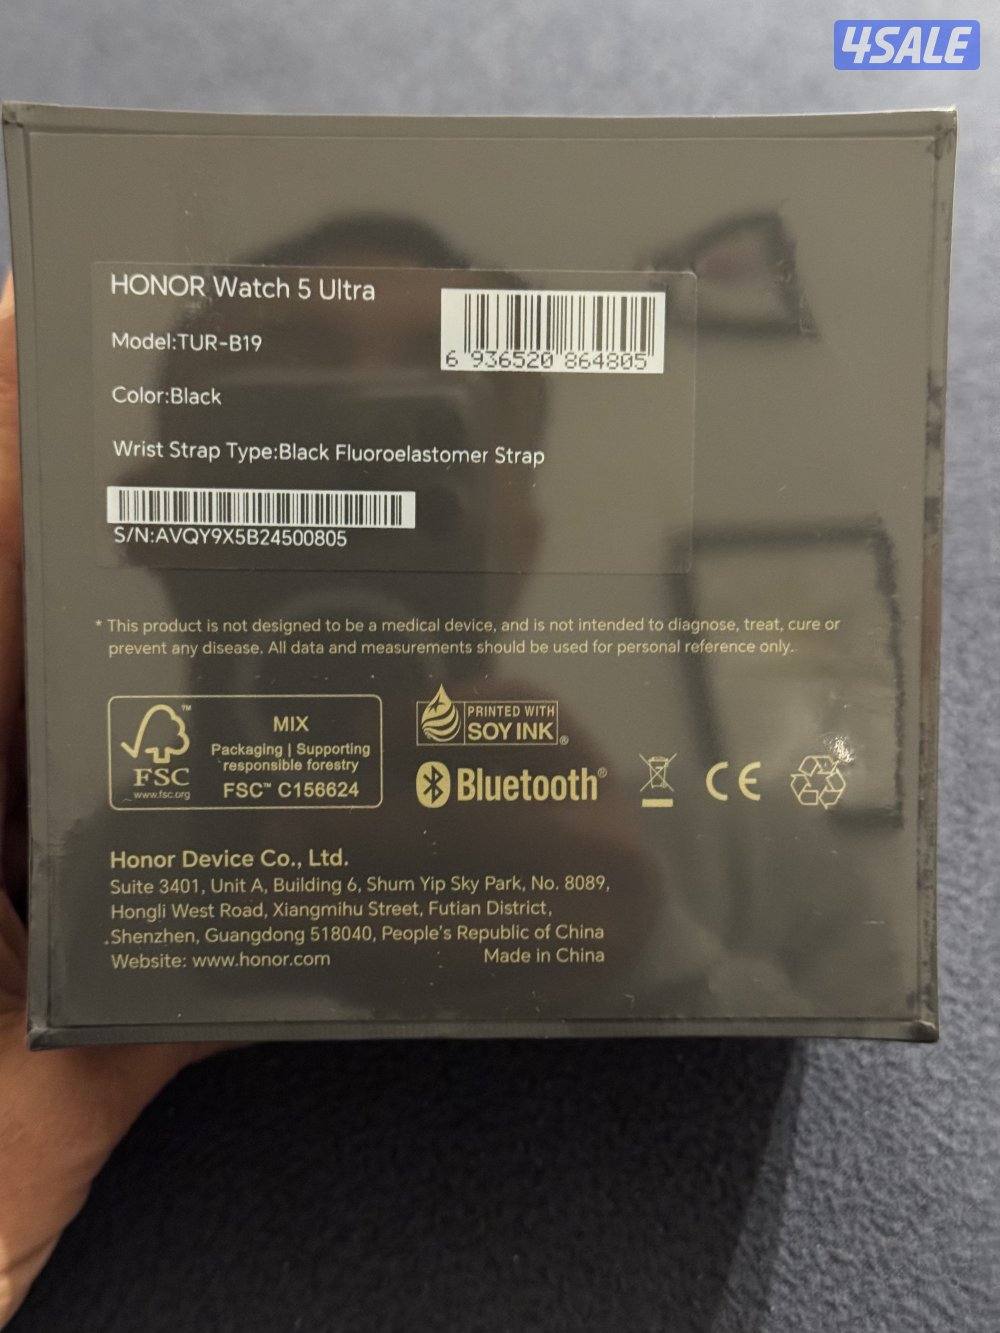 4SALE
HONOR Watch 5 Ultra
Model:TUR-B19
Color:Black
Wrist Strap Type:Black Fluoroelastomer Strap
6 936520 864805
S/N:AVQY9X5B24500805
* This product is not designed to be a medical device, and is not intended to diagnose, treat, cure or
prevent any disease. All data and measurements should be used for personal reference only.
FSC
www.fsc.org
MIX
Packaging | Supporting
responsible forestry
FSC™ C156624
PRINTED WITH
SOY INK®
Bluetooth®
CE
Honor Device Co., Ltd.
Suite 3401, Unit A, Building 6, Shum Yip Sky Park, No. 8089,
Hongli West Road, Xiangmihu Street, Futian District,
Shenzhen, Guangdong 518040, People's Republic of China
Website: www.honor.com
Made in China